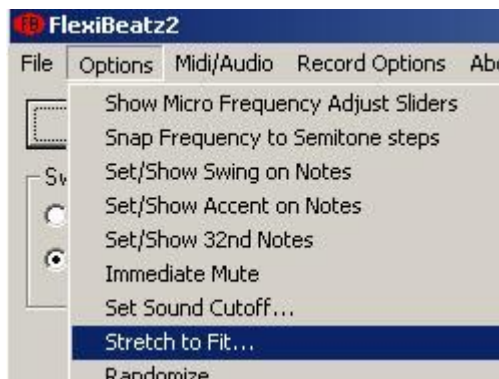 FB FlexiBeatz2
File Options Midi/Audio Record Options
Show Micro Frequency Adjust Sliders
Snap Frequency to Semitone steps
Set/Show Swing on Notes
Set/Show Accent on Notes
Set/Show 32nd Notes
Immediate Mute
Set Sound Cutoff...
Stretch to Fit...
Randomize